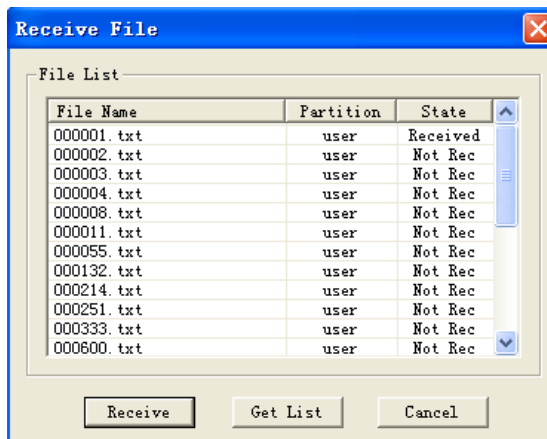 Receive File
File List
File Name Partition State
000001.txt user Received
000002.txt user Not Rec
000003.txt user Not Rec
000004.txt user Not Rec
000008.txt user Not Rec
000011.txt user Not Rec
000055.txt user Not Rec
000132.txt user Not Rec
000214.txt user Not Rec
000251.txt user Not Rec
000333.txt user Not Rec
000600.txt user Not Rec
Receive Get List Cancel